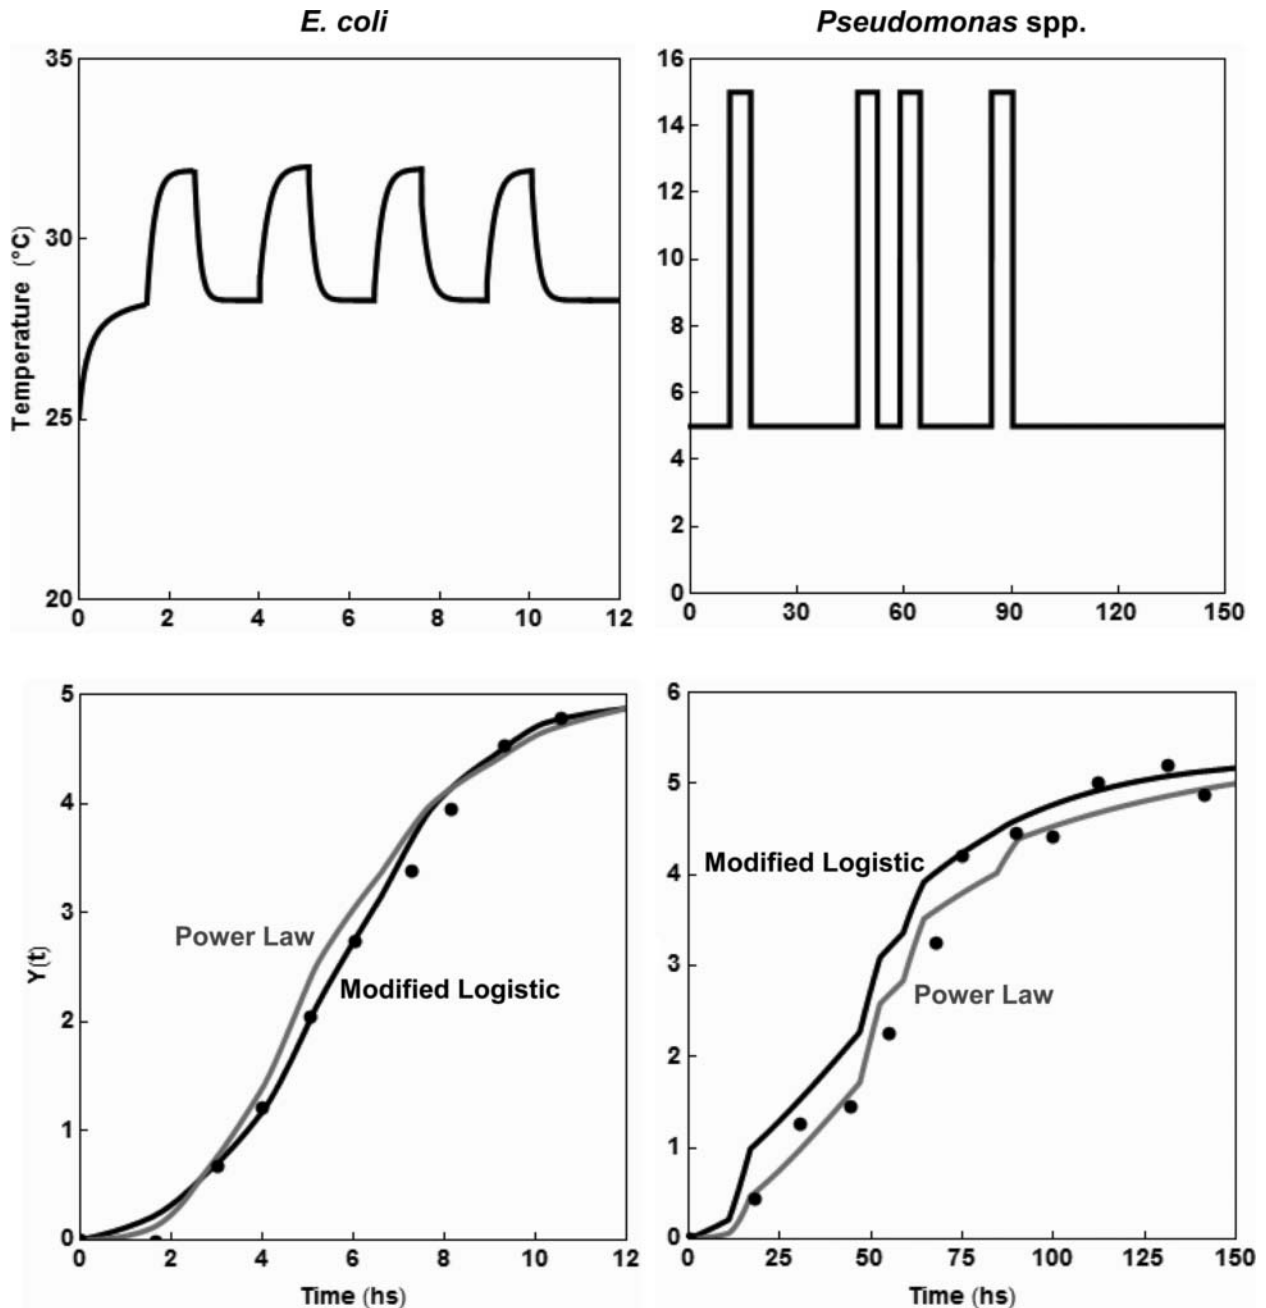 E. coli
Pseudomonas spp.
35
30
25
20
Temperature (°C)
0 2 4 6 8 10 12
16
14
12
10
8
6
4
2
0
0 30 60 90 120 150
5
4
3
2
1
0
Y(t)
Power Law
Modified Logistic
0 2 4 6 8 10 12
Time (hs)
6
5
4
3
2
1
0
Modified Logistic
Power Law
0 25 50 75 100 125 150
Time (hs)